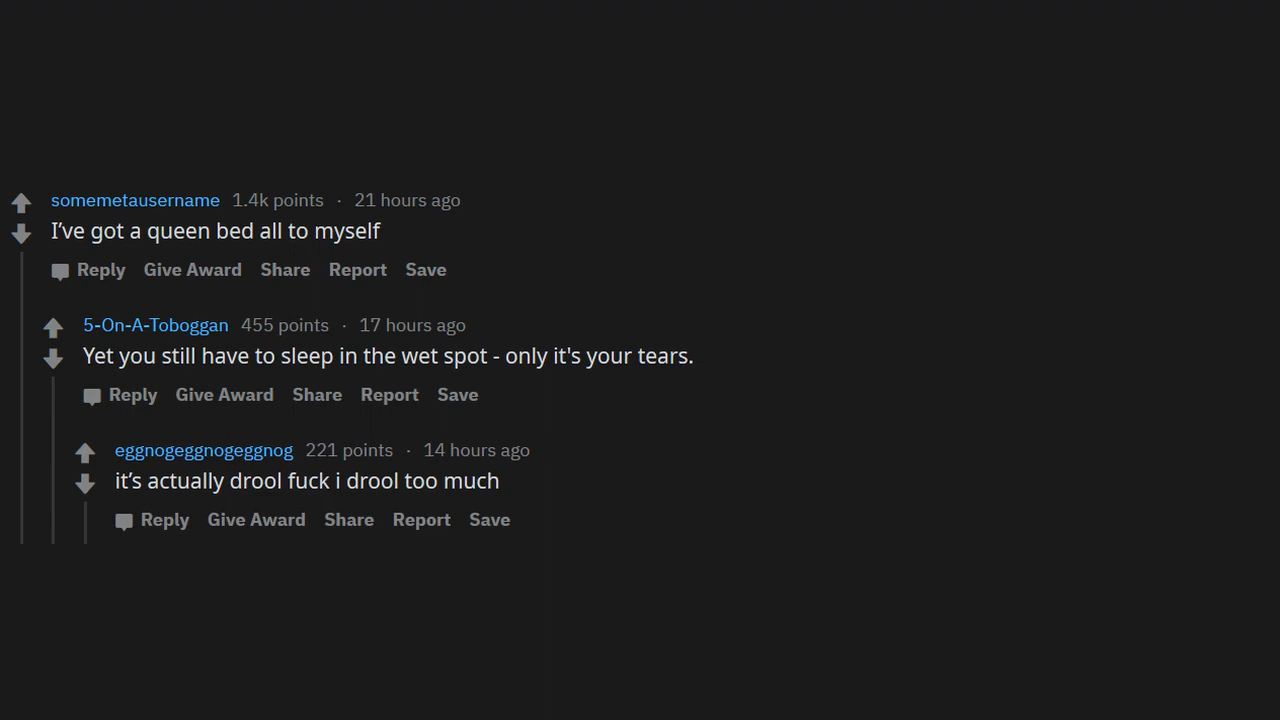 somemetausername 1.4k points · 21 hours ago
I’ve got a queen bed all to myself
Reply Give Award Share Report Save
5-On-A-Toboggan 455 points · 17 hours ago
Yet you still have to sleep in the wet spot - only it's your tears.
Reply Give Award Share Report Save
eggnogeggnogeggnog 221 points · 14 hours ago
it’s actually drool fuck i drool too much
Reply Give Award Share Report Save